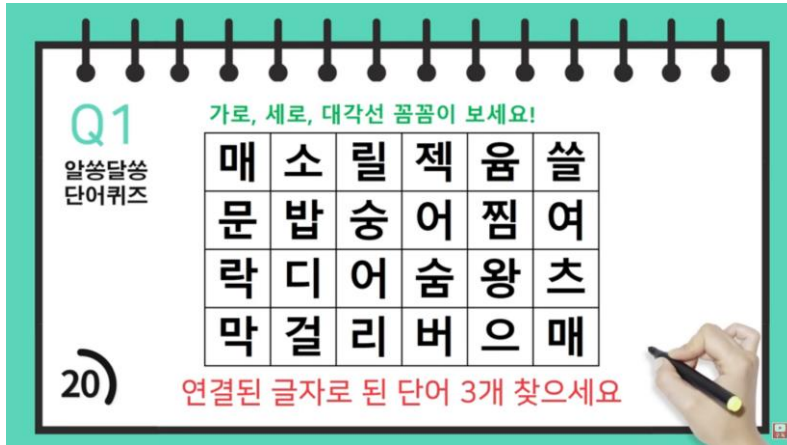 Q1
알쏭달쏭
단어퀴즈
가로, 세로, 대각선 꼼꼼이 보세요!
매 소 릴 젝 윰 쓸
문 밥 숭 어 찜 여
락 디 어 숨 왕 츠
막 걸 리 버 으 매
20
연결된 글자로 된 단어 3개 찾으세요